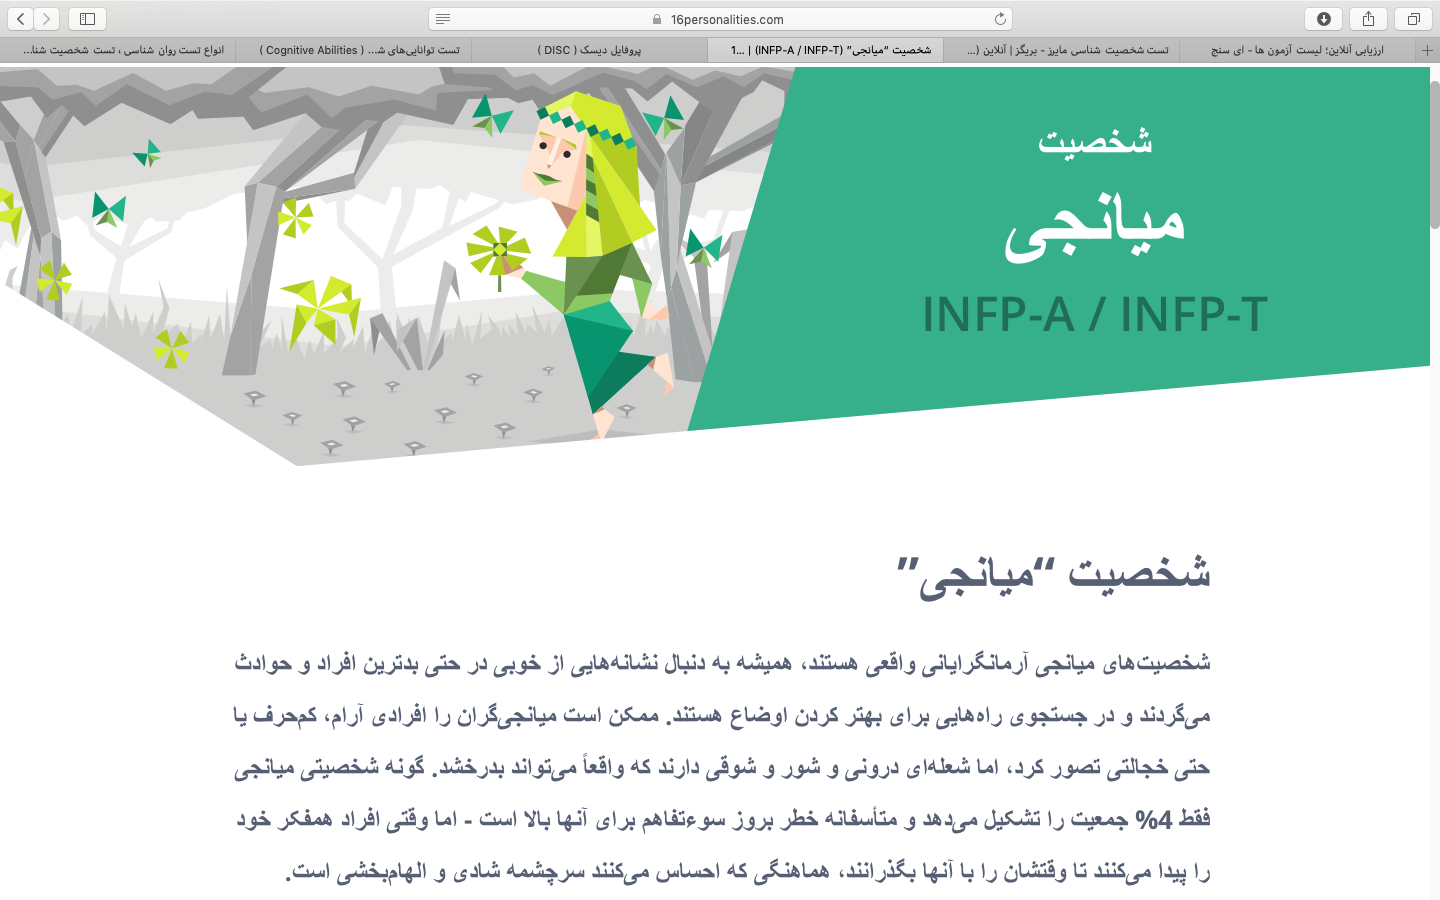 16personalities.com
انواع تست روان شناسی ، تست شخصیت شنا...
تست توانایی‌های شـ... ( Cognitive Abilities )
پروفایل دیسک ( DISC )
شخصیت “میانجی” (INFP-A / INFP-T) | 1...
تست شخصیت شناسی مایرز - بریگز | آنلاین (...
ارزیابی آنلاین؛ لیست آزمون ها - ای سنج
شخصیت
میانجی
INFP-A / INFP-T
شخصیت “میانجی”
شخصیت‌های میانجی آرمانگرایانی واقعی هستند، همیشه به دنبال نشانه‌هایی از خوبی در حتی بدترین افراد و حوادث
می‌گردند و در جستجوی راه‌هایی برای بهتر کردن اوضاع هستند. ممکن است میانجی‌گران را افرادی آرام، کم‌حرف یا
حتی خجالتی تصور کرد، اما شعله‌ای درونی و شور و شوقی دارند که واقعاً می‌تواند بدرخشد. گونه شخصیتی میانجی
فقط 4% جمعیت را تشکیل می‌دهد و متأسفانه خطر بروز سوءتفاهم برای آنها بالا است - اما وقتی افراد همفکر خود
را پیدا می‌کنند تا وقتشان را با آنها بگذرانند، هماهنگی که احساس می‌کنند سرچشمه شادی و الهام‌بخشی است.